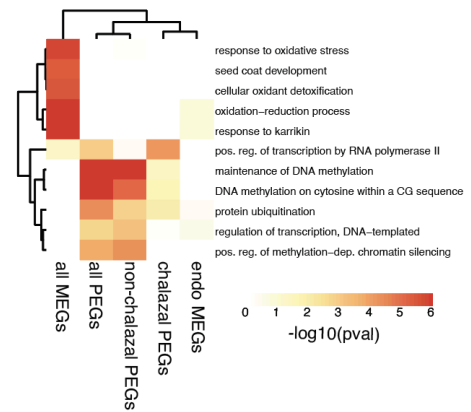 response to oxidative stress
seed coat development
cellular oxidant detoxification
oxidation−reduction process
response to karrikin
pos. reg. of transcription by RNA polymerase II
maintenance of DNA methylation
DNA methylation on cytosine within a CG sequence
protein ubiquitination
regulation of transcription, DNA−templated
pos. reg. of methylation−dep. chromatin silencing
all MEGs
all PEGs
non-chalazal PEGs
chalazal PEGs
endo MEGs
0 1 2 3 4 5 6
-log10(pval)